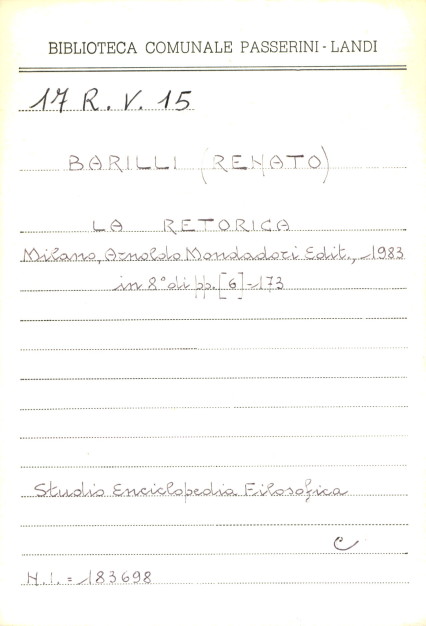 BIBLIOTECA COMUNALE PASSERINI - LANDI
17 R. V. 15
BARILLI (RENATO)
LA RETORICA
Milano, Arnoldo Mondadori Edit., 1983
in 8° di pp. [6]-173
Studio Enciclopedia Filosofica
C
N.I. = 183698